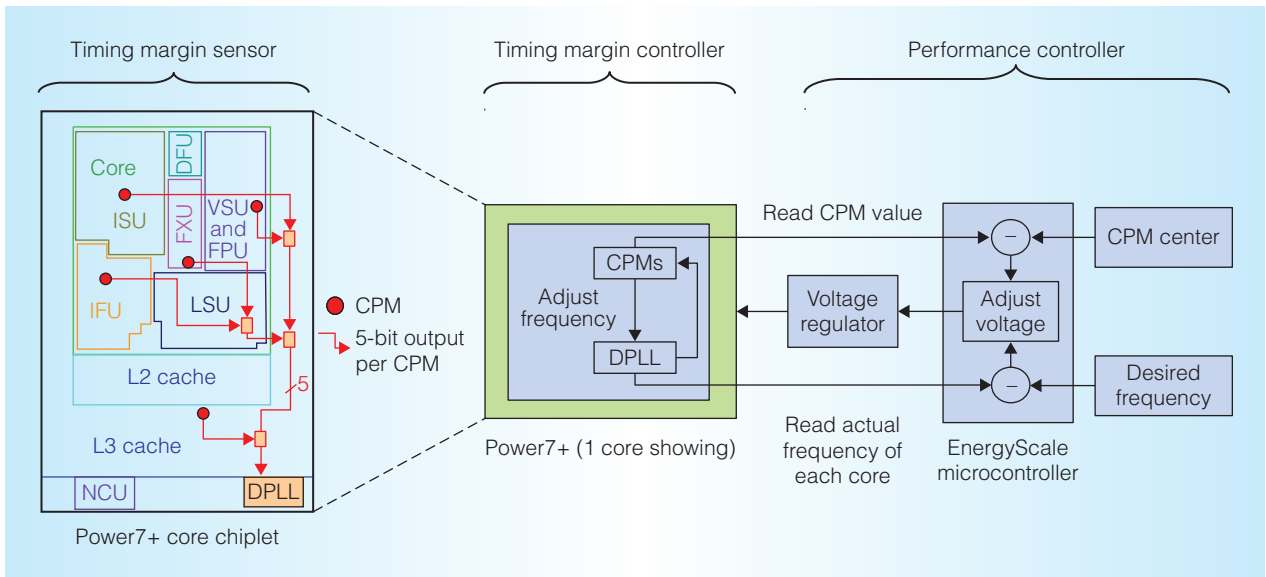 Timing margin sensor
Timing margin controller
Performance controller
Core
ISU
DFU
FXU
VSU
and
FPU
IFU
LSU
L2 cache
5
L3 cache
NCU
DPLL
Power7+ core chiplet
CPM
5-bit output
per CPM
CPMs
Adjust
frequency
DPLL
Power7+ (1 core showing)
Read CPM value
Voltage
regulator
Read actual
frequency of
each core
−
Adjust
voltage
−
EnergyScale
microcontroller
CPM center
Desired
frequency